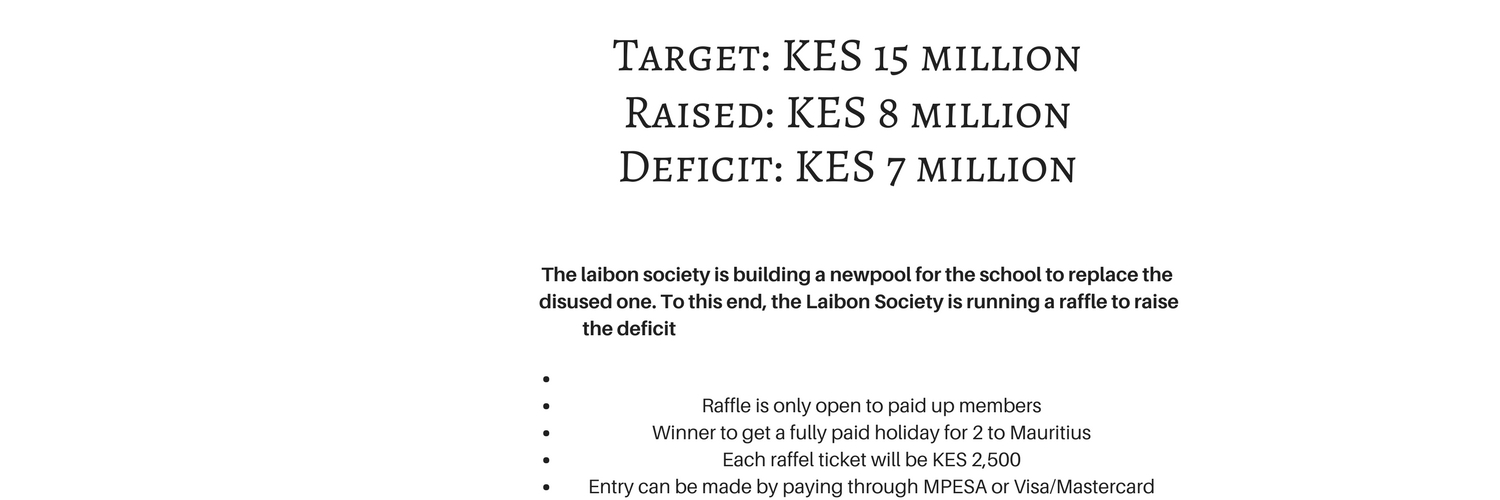 Target: KES 15 million
Raised: KES 8 million
Deficit: KES 7 million
The laibon society is building a newpool for the school to replace the
disused one. To this end, the Laibon Society is running a raffle to raise
the deficit
•
• Raffle is only open to paid up members
• Winner to get a fully paid holiday for 2 to Mauritius
• Each raffel ticket will be KES 2,500
• Entry can be made by paying through MPESA or Visa/Mastercard